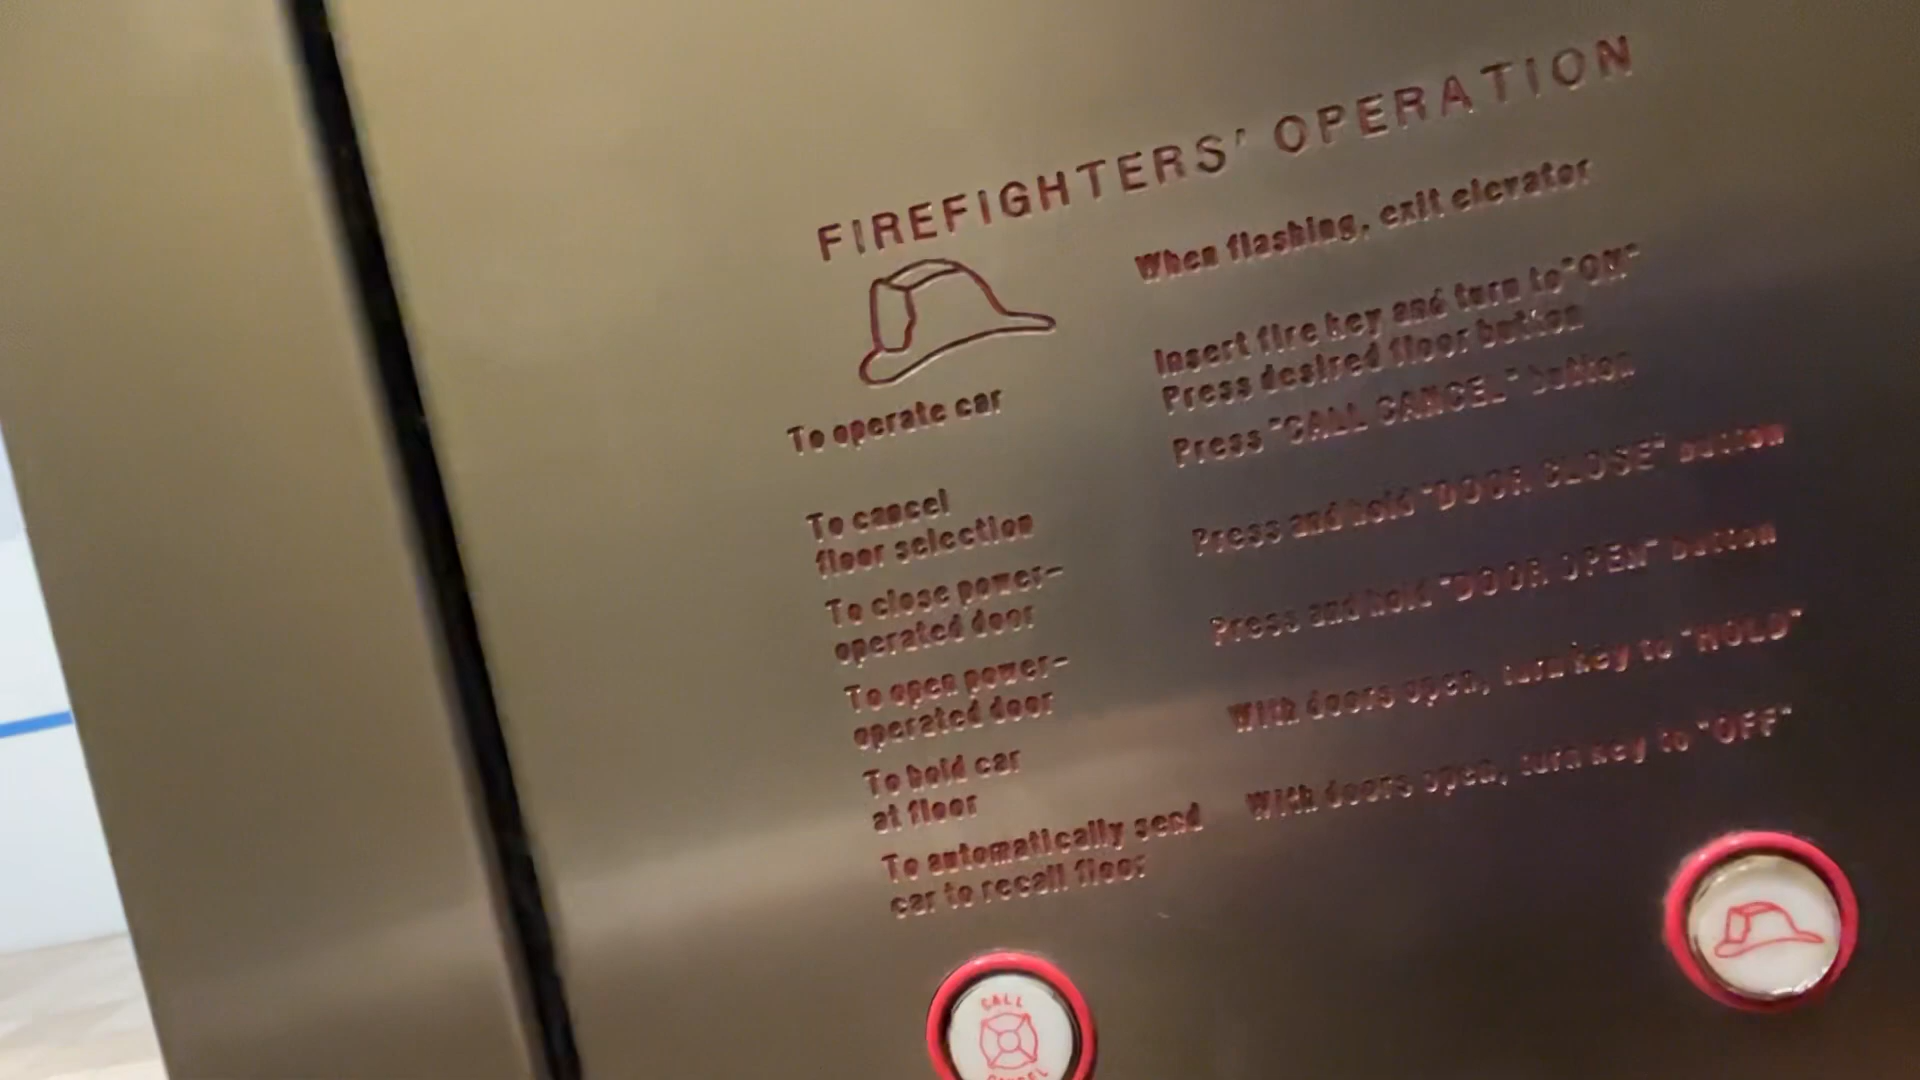 FIREFIGHTERS' OPERATION
When flashing, exit elevator
To operate car
Insert fire key and turn to "ON"
Press desired floor button
To cancel
floor selection
Press "CALL CANCEL" button
To close power-
operated door
Press and hold "DOOR CLOSE" button
To open power-
operated door
Press and hold "DOOR OPEN" button
To hold car
at floor
With doors open, turn key to "HOLD"
To automatically send
car to recall floor
With doors open, turn key to "OFF"
CALL
CANCEL